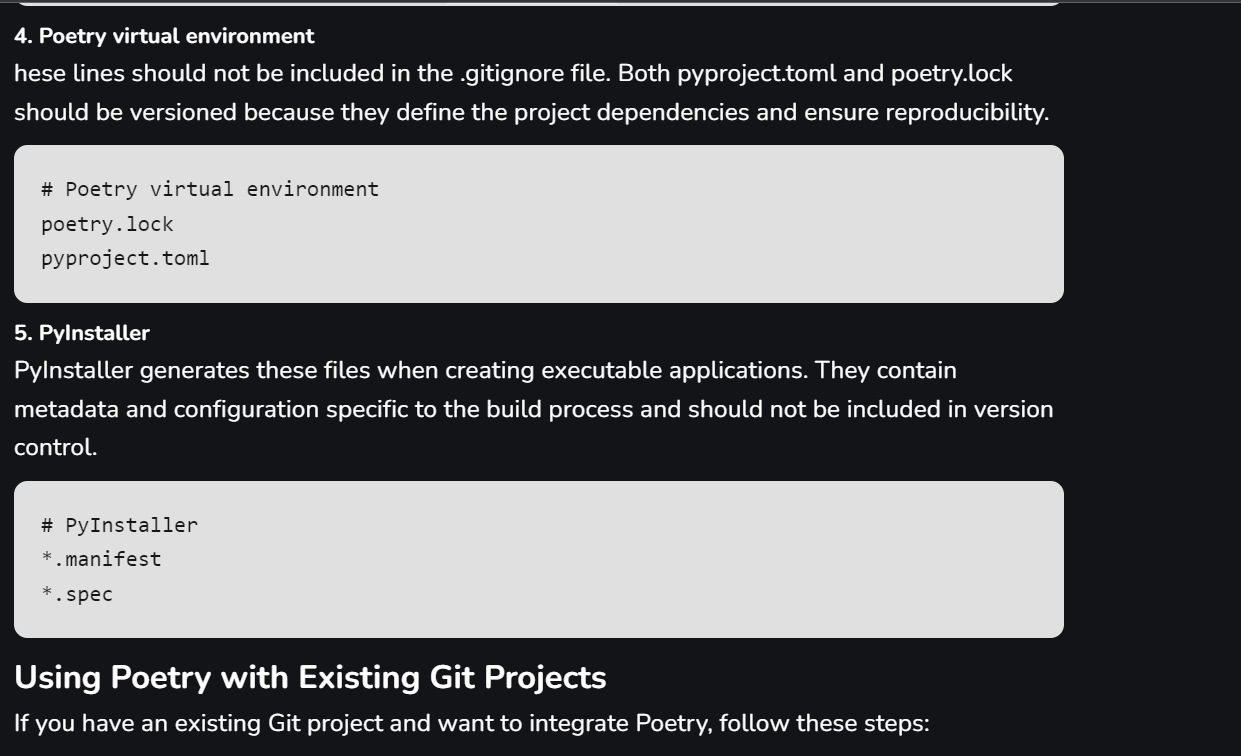 4. Poetry virtual environment
hese lines should not be included in the .gitignore file. Both pyproject.toml and poetry.lock
should be versioned because they define the project dependencies and ensure reproducibility.
# Poetry virtual environment
poetry.lock
pyproject.toml
5. PyInstaller
PyInstaller generates these files when creating executable applications. They contain
metadata and configuration specific to the build process and should not be included in version
control.
# PyInstaller
*.manifest
*.spec
Using Poetry with Existing Git Projects
If you have an existing Git project and want to integrate Poetry, follow these steps: